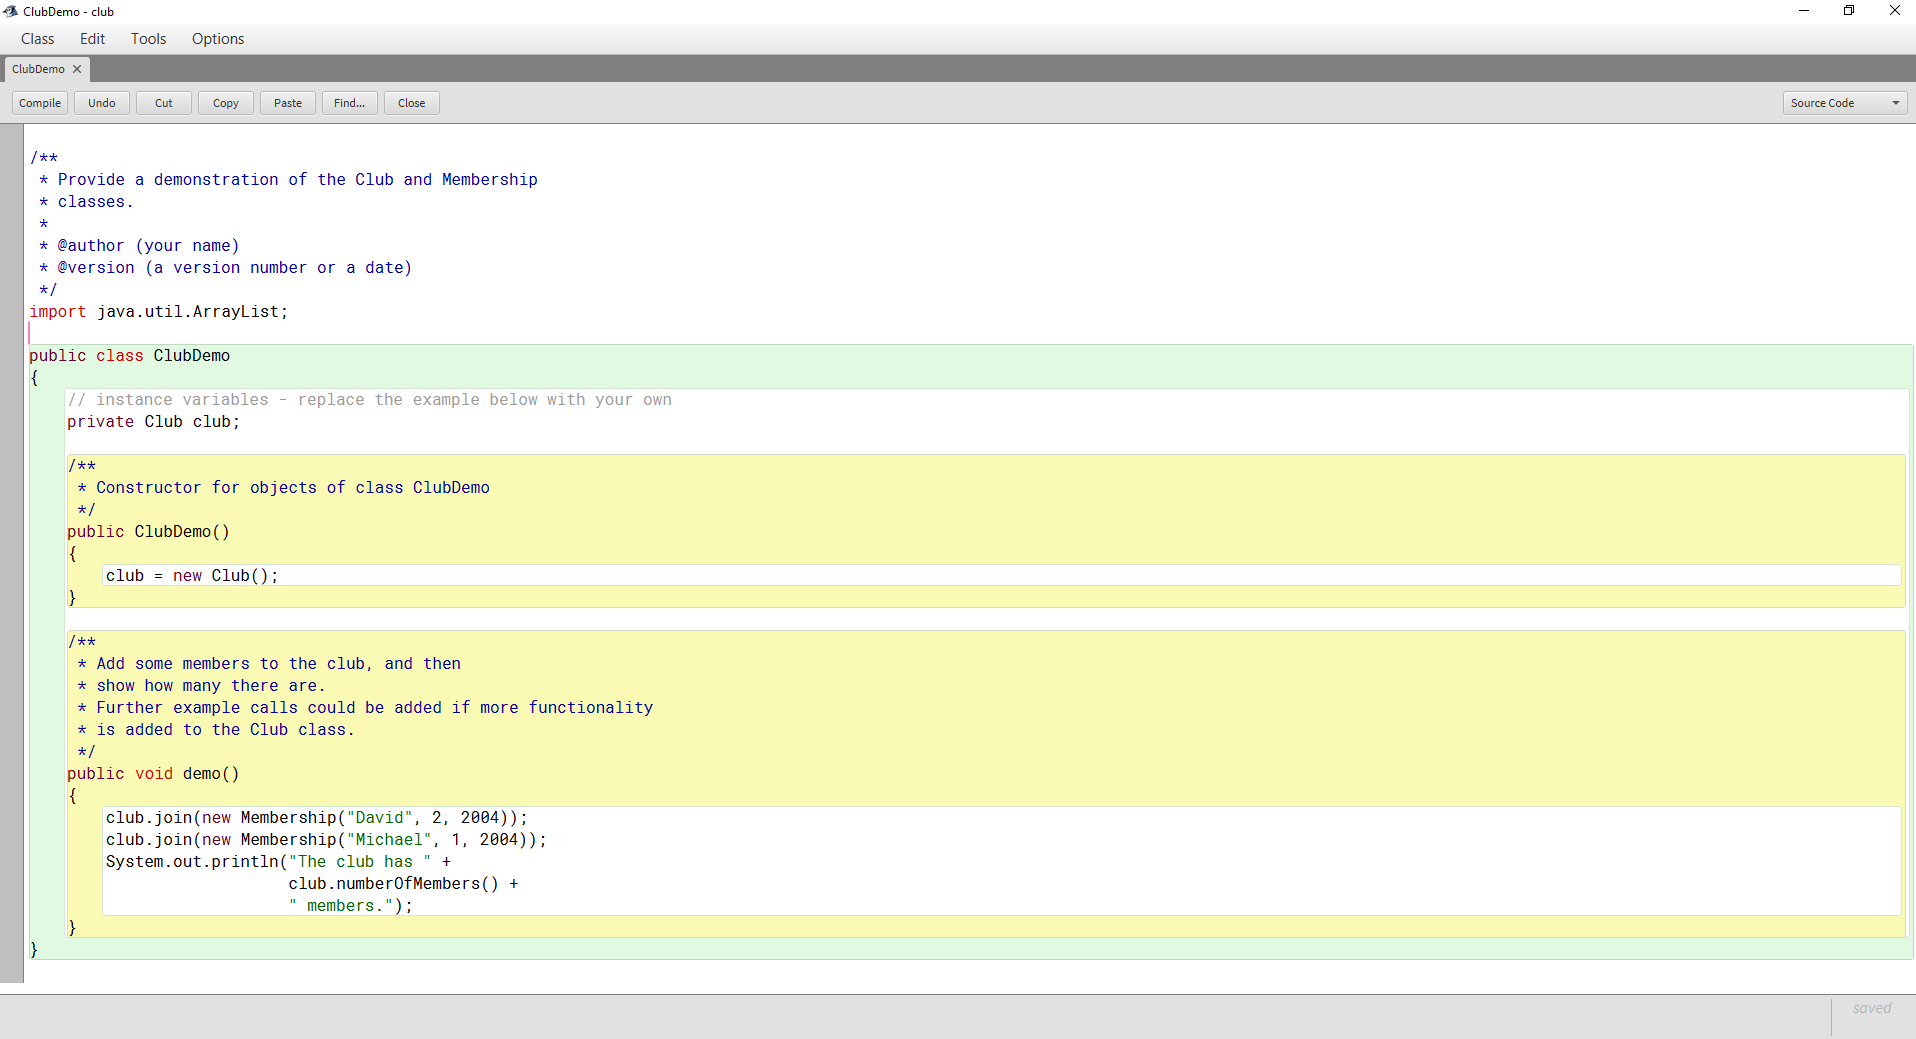 ClubDemo - club
Class Edit Tools Options
ClubDemo
Compile Undo Cut Copy Paste Find... Close Source Code
/**
 * Provide a demonstration of the Club and Membership
 * classes.
 *
 * @author (your name)
 * @version (a version number or a date)
 */
import java.util.ArrayList;
public class ClubDemo
{
    // instance variables - replace the example below with your own
    private Club club;
    /**
     * Constructor for objects of class ClubDemo
     */
    public ClubDemo()
    {
        club = new Club();
    }
    /**
     * Add some members to the club, and then
     * show how many there are.
     * Further example calls could be added if more functionality
     * is added to the Club class.
     */
    public void demo()
    {
        club.join(new Membership("David", 2, 2004));
        club.join(new Membership("Michael", 1, 2004));
        System.out.println("The club has " +
                           club.numberOfMembers() +
                           " members.");
    }
}
saved